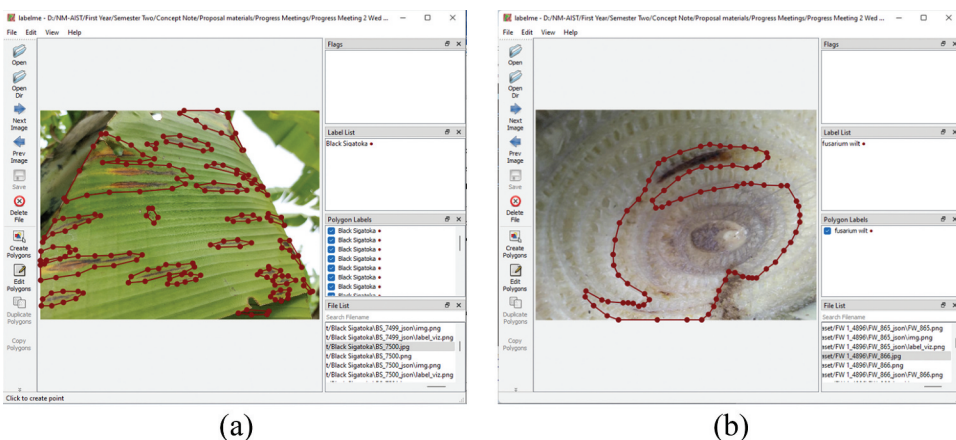 labelme - D:/NM-AIST/First Year/Semester Two/Concept Note/Proposal materials/Progress Meetings/Progress Meeting 2 Wed
File Edit View Help
Open
Open
Dir
Next
Image
Prev
Image
Save
Delete
File
Create
Polygons
Edit
Polygons
Duplicate
Polygons
Copy
Polygons
Flags
Label List
Black Sigatoka
Polygon Labels
Black Sigatoka
Black Sigatoka
Black Sigatoka
Black Sigatoka
Black Sigatoka
Black Sigatoka
Black Sigatoka
Black Sigatoka
File List
Search Filename
t/Black Sigatoka\BS_7499_json\img.png
t/Black Sigatoka\BS_7499_json\label_viz.png
t/Black Sigatoka\BS_7500.jpg
t/Black Sigatoka\BS_7500.png
t/Black Sigatoka\BS_7500_json\img.png
t/Black Sigatoka\BS_7500_json\label_viz.png
Click to create point
(a)
labelme - D:/NM-AIST/First Year/Semester Two/Concept Note/Proposal materials/Progress Meetings/Progress Meeting 2 Wed
File Edit View Help
Open
Open
Dir
Next
Image
Prev
Image
Save
Delete
File
Create
Polygons
Edit
Polygons
Duplicate
Polygons
Copy
Polygons
Flags
Label List
fusarium wilt
Polygon Labels
fusarium wilt
File List
Search Filename
aset/FW 1_4896\FW_865_json\FW_865.png
aset/FW 1_4896\FW_865_json\img.png
aset/FW 1_4896\FW_865_json\label_viz.png
aset/FW 1_4896\FW_866.jpg
aset/FW 1_4896\FW_866.png
aset/FW 1_4896\FW_866_json\FW_866.png
(b)